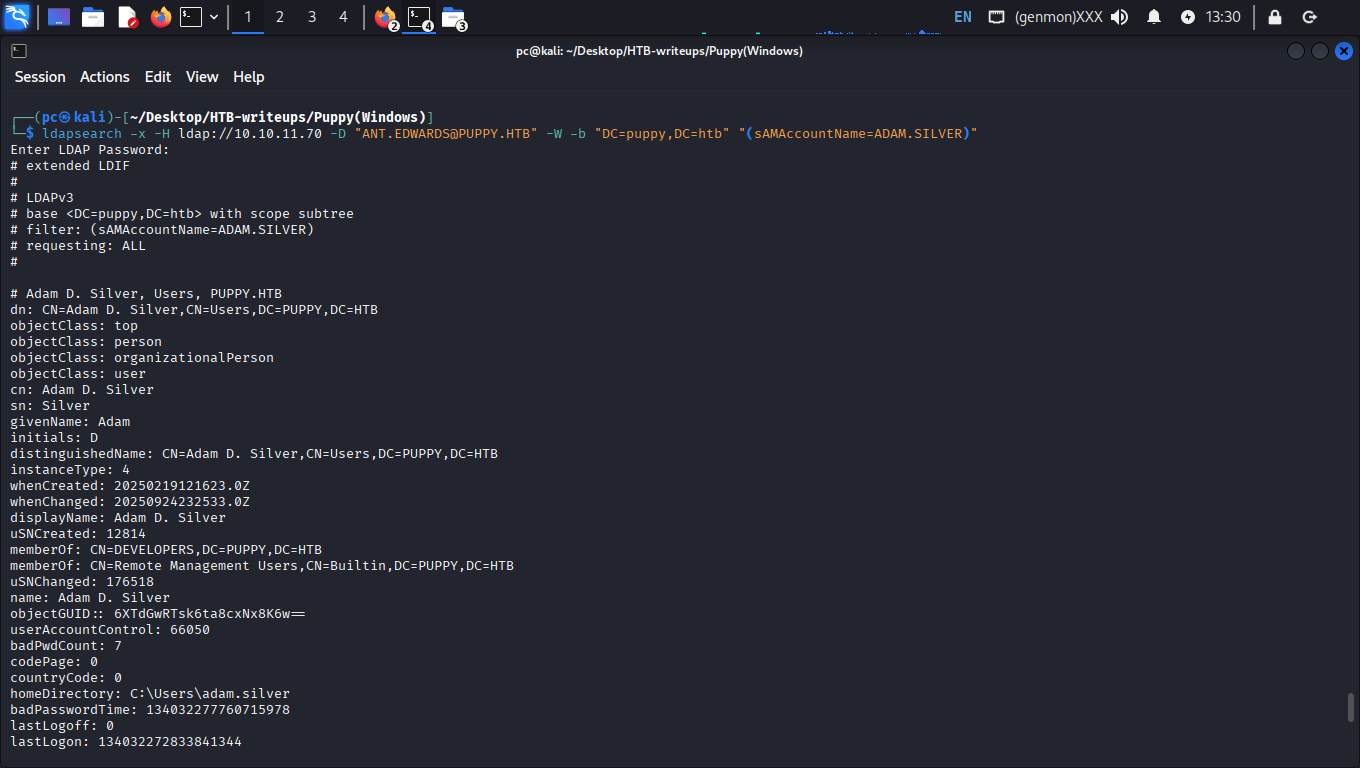 1 2 3 4 2 4 3 EN (genmon)XXX 13:30
pc@kali: ~/Desktop/HTB-writeups/Puppy(Windows)
Session Actions Edit View Help
┌──(pc㉿kali)-[~/Desktop/HTB-writeups/Puppy(Windows)]
└─$ ldapsearch -x -H ldap://10.10.11.70 -D "ANT.EDWARDS@PUPPY.HTB" -W -b "DC=puppy,DC=htb" "(sAMAccountName=ADAM.SILVER)"
Enter LDAP Password:
# extended LDIF
#
# LDAPv3
# base <DC=puppy,DC=htb> with scope subtree
# filter: (sAMAccountName=ADAM.SILVER)
# requesting: ALL
#
# Adam D. Silver, Users, PUPPY.HTB
dn: CN=Adam D. Silver,CN=Users,DC=PUPPY,DC=HTB
objectClass: top
objectClass: person
objectClass: organizationalPerson
objectClass: user
cn: Adam D. Silver
sn: Silver
givenName: Adam
initials: D
distinguishedName: CN=Adam D. Silver,CN=Users,DC=PUPPY,DC=HTB
instanceType: 4
whenCreated: 20250219121623.0Z
whenChanged: 20250924232533.0Z
displayName: Adam D. Silver
uSNCreated: 12814
memberOf: CN=DEVELOPERS,DC=PUPPY,DC=HTB
memberOf: CN=Remote Management Users,CN=Builtin,DC=PUPPY,DC=HTB
uSNChanged: 176518
name: Adam D. Silver
objectGUID:: 6XTdGwRTsk6ta8cxNx8K6w==
userAccountControl: 66050
badPwdCount: 7
codePage: 0
countryCode: 0
homeDirectory: C:\Users\adam.silver
badPasswordTime: 134032277760715978
lastLogoff: 0
lastLogon: 134032272833841344